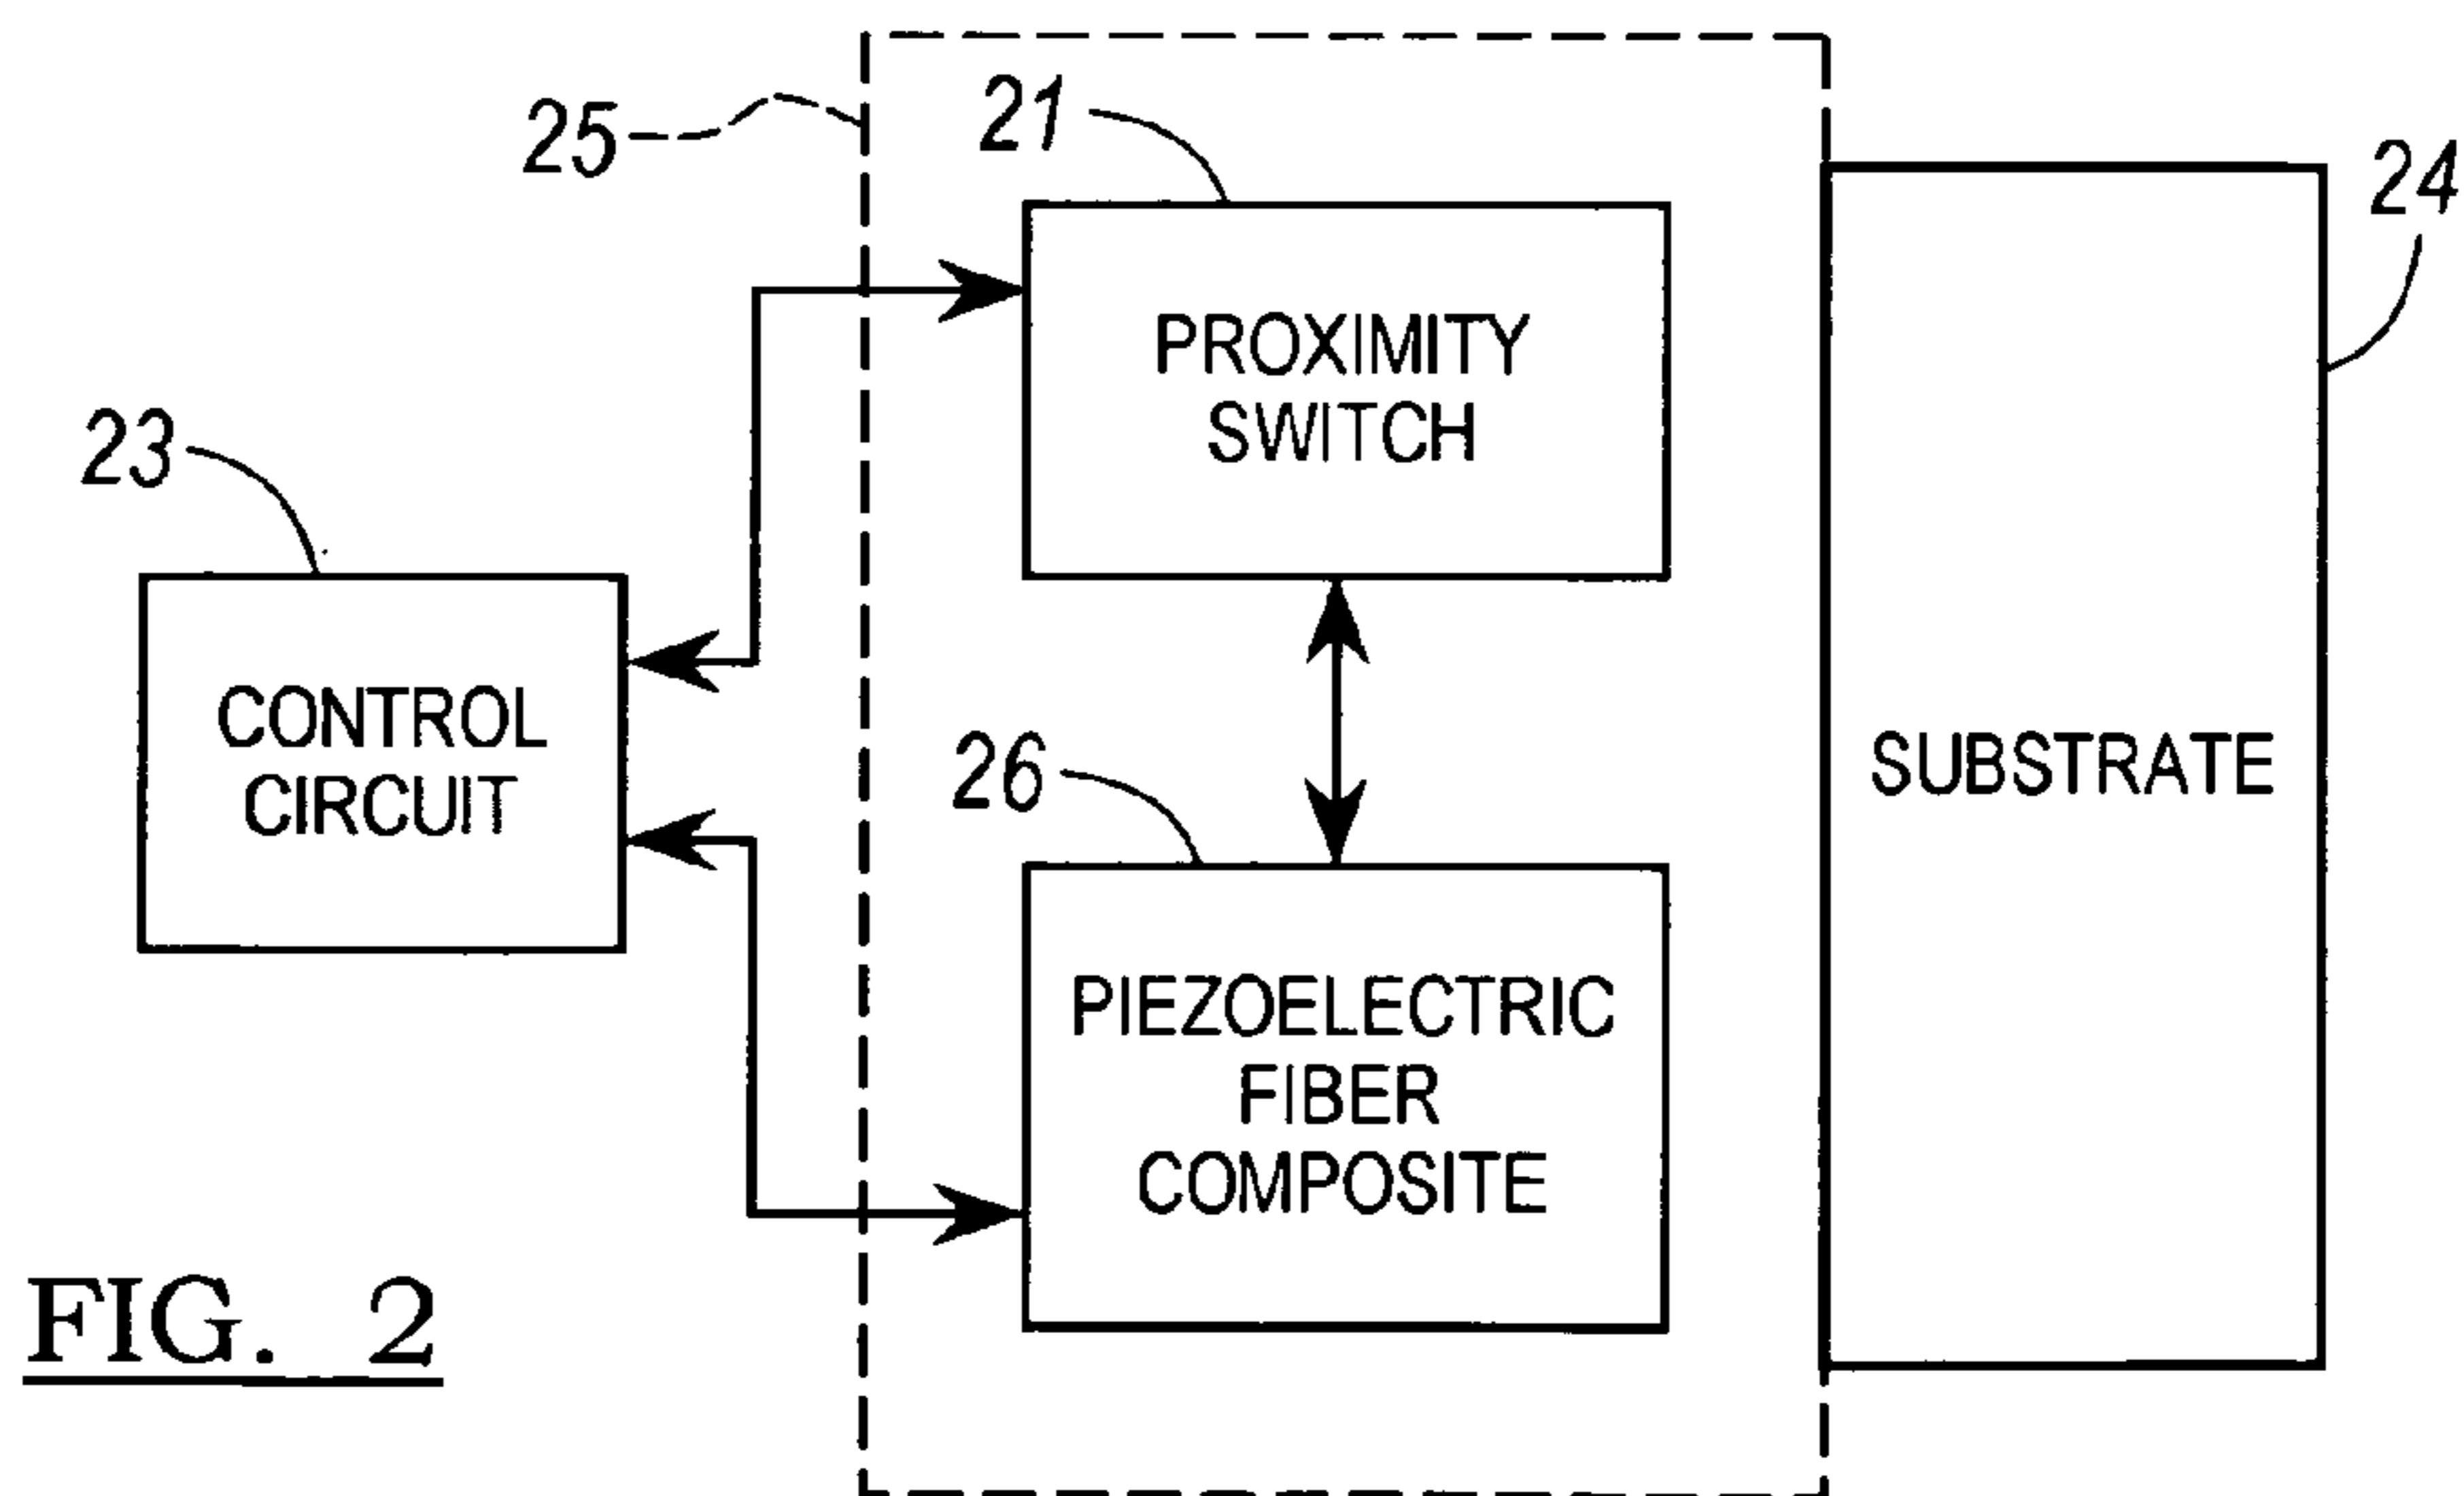 25
21
24
PROXIMITY
SWITCH
23
CONTROL
CIRCUIT
26
SUBSTRATE
PIEZOELECTRIC
FIBER
COMPOSITE
FIG. 2